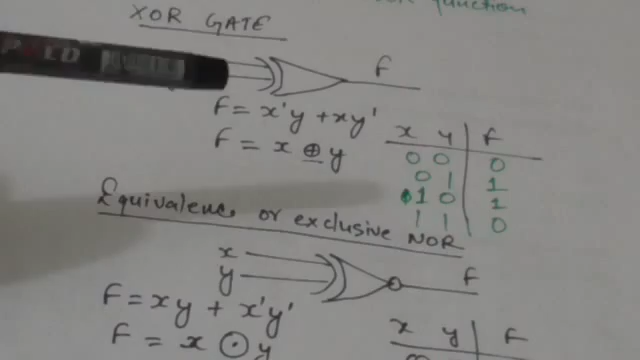 function
XOR GATE
F
F = x'y + xy'
F = x ⊕ y
x y F
0 0 0
0 1 1
1 0 1
1 1 0
Equivalence or exclusive NOR
x
y
F
F = xy + x'y'
F = x ⊙ y
x y F